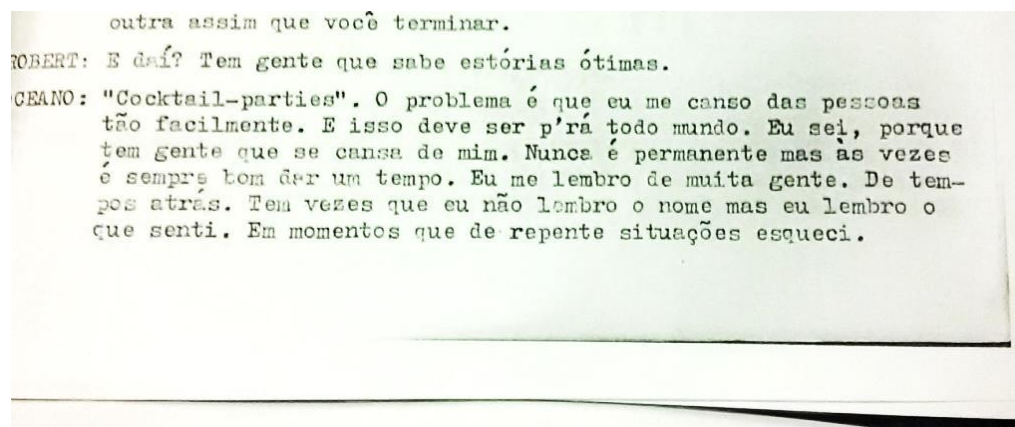 outra assim que você terminar.
ROBERT: E daí? Tem gente que sabe estórias ótimas.
CEANO: "Cocktail-parties". O problema é que eu me canso das pessoas
tão facilmente. E isso deve ser p'rá todo mundo. Eu sei, porque
tem gente que se cansa de mim. Nunca é permanente mas às vezes
é sempre bom dar um tempo. Eu me lembro de muita gente. De tem-
pos atrás. Tem vezes que eu não lembro o nome mas eu lembro o
que senti. Em momentos que de repente situações esqueci.